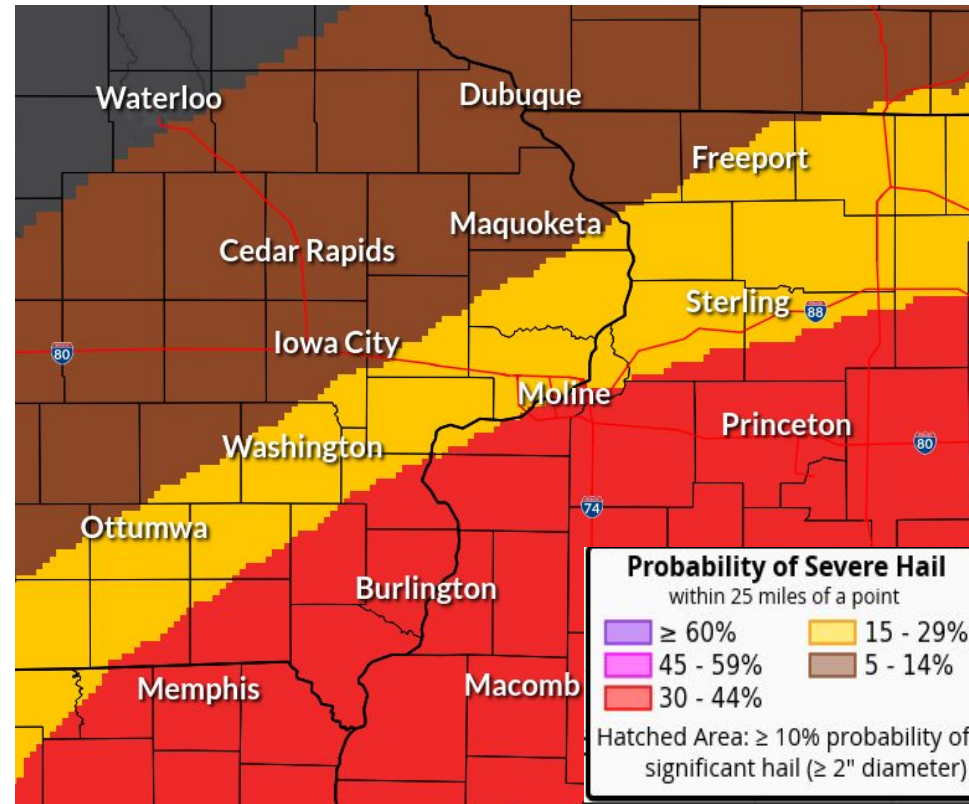 Waterloo
Dubuque
Freeport
Maquoketa
Cedar Rapids
Sterling
88
Iowa City
80
Moline
Princeton
Washington
80
74
Ottumwa
Burlington
Memphis
Macomb
Probability of Severe Hail
within 25 miles of a point
≥ 60%
15 - 29%
45 - 59%
5 - 14%
30 - 44%
Hatched Area: ≥ 10% probability of
significant hail (≥ 2" diameter)